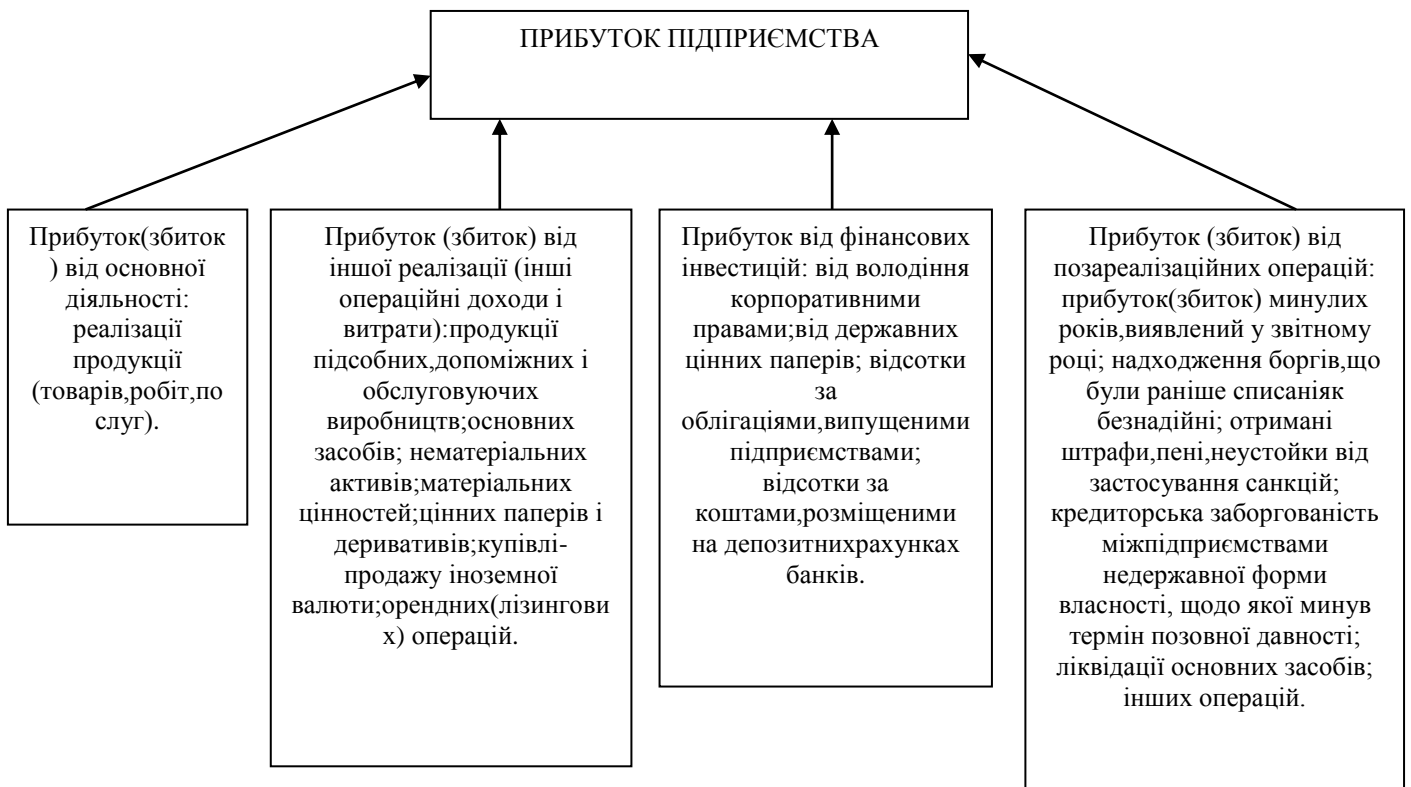 ПРИБУТОК ПІДПРИЄМСТВА
Прибуток(збиток
) від основної
діяльності:
реалізації
продукції
(товарів,робіт,по
слуг).
Прибуток (збиток) від
іншої реалізації (інші
операційні доходи і
витрати):продукції
підсобних,допоміжних і
обслуговуючих
виробництв;основних
засобів; нематеріальних
активів;матеріальних
цінностей;цінних паперів і
деривативів;купівлі-
продажу іноземної
валюти;орендних(лізингови
х) операцій.
Прибуток від фінансових
інвестицій: від володіння
корпоративними
правами;від державних
цінних паперів; відсотки
за
облігаціями,випущеними
підприємствами;
відсотки за
коштами,розміщеними
на депозитнихрахунках
банків.
Прибуток (збиток) від
позареалізаційних операцій:
прибуток(збиток) минулих
років,виявлений у звітному
році; надходження боргів,що
були раніше списаніяк
безнадійні; отримані
штрафи,пені,неустойки від
застосування санкцій;
кредиторська заборгованість
міжпідприємствами
недержавної форми
власності, щодо якої минув
термін позовної давності;
ліквідації основних засобів;
інших операцій.